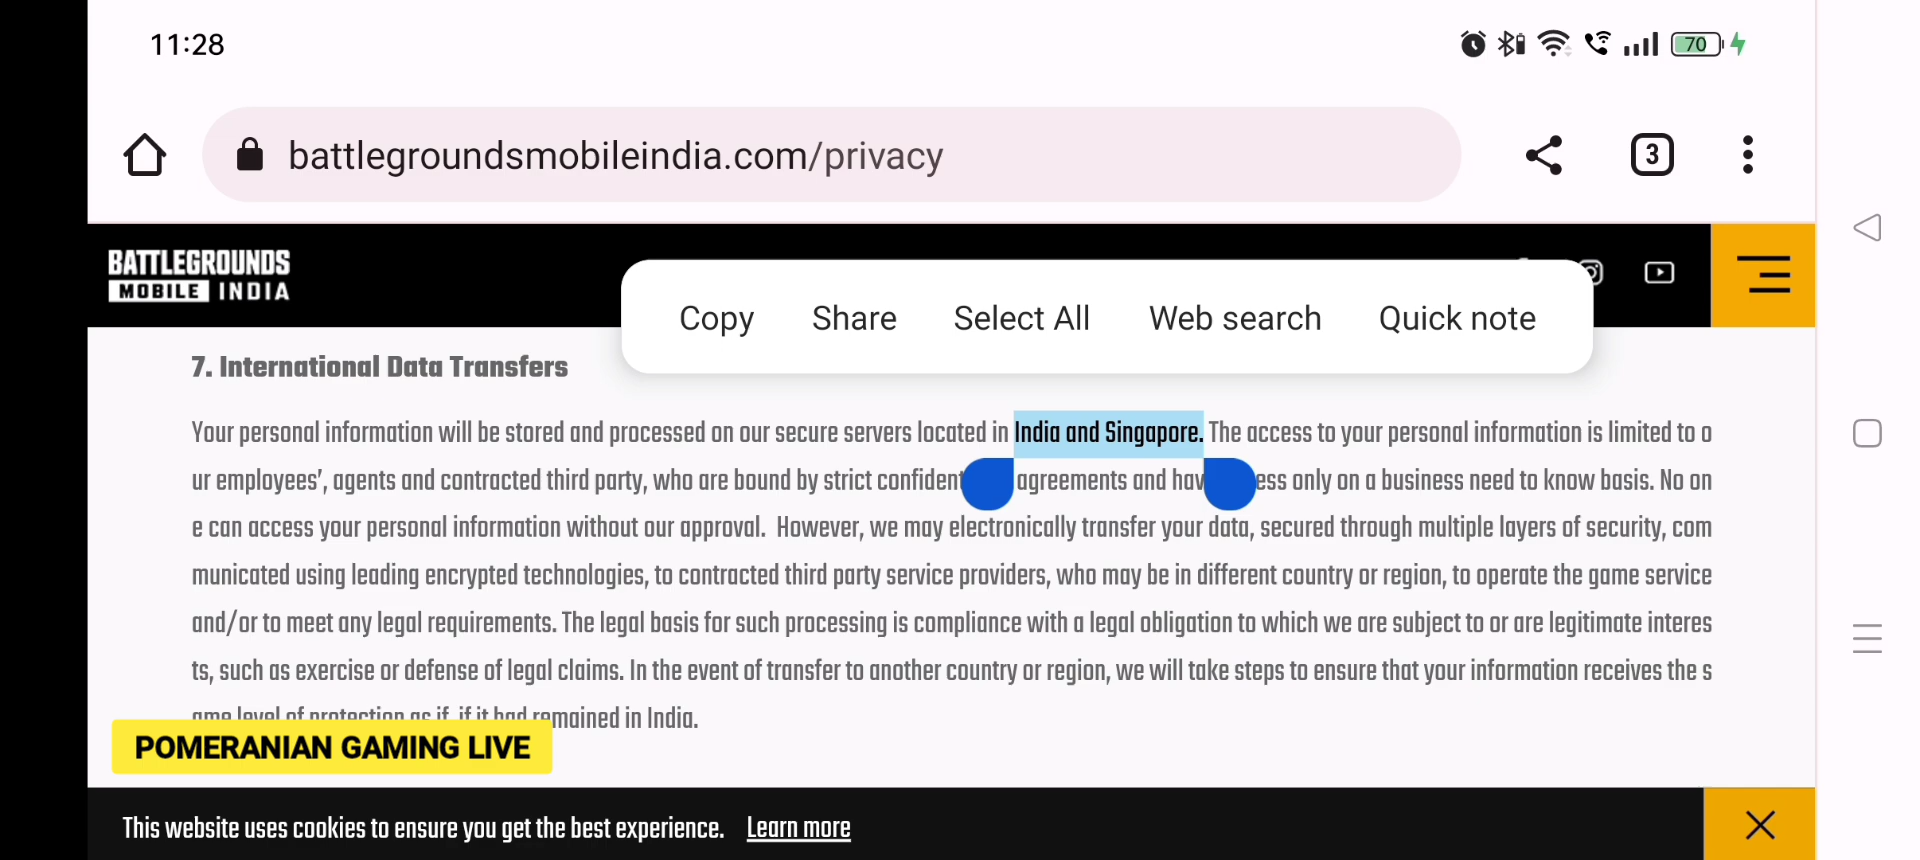 11:28
70
battlegroundsmobileindia.com/privacy
3
BATTLEGROUNDS
MOBILE INDIA
Copy Share Select All Web search Quick note
7. International Data Transfers
Your personal information will be stored and processed on our secure servers located in India and Singapore. The access to your personal information is limited to o
ur employees', agents and contracted third party, who are bound by strict confident agreements and hav ess only on a business need to know basis. No on
e can access your personal information without our approval. However, we may electronically transfer your data, secured through multiple layers of security, com
municated using leading encrypted technologies, to contracted third party service providers, who may be in different country or region, to operate the game service
and/or to meet any legal requirements. The legal basis for such processing is compliance with a legal obligation to which we are subject to or are legitimate interes
ts, such as exercise or defense of legal claims. In the event of transfer to another country or region, we will take steps to ensure that your information receives the s
ame level of protection as if, if it had remained in India.
POMERANIAN GAMING LIVE
This website uses cookies to ensure you get the best experience. Learn more